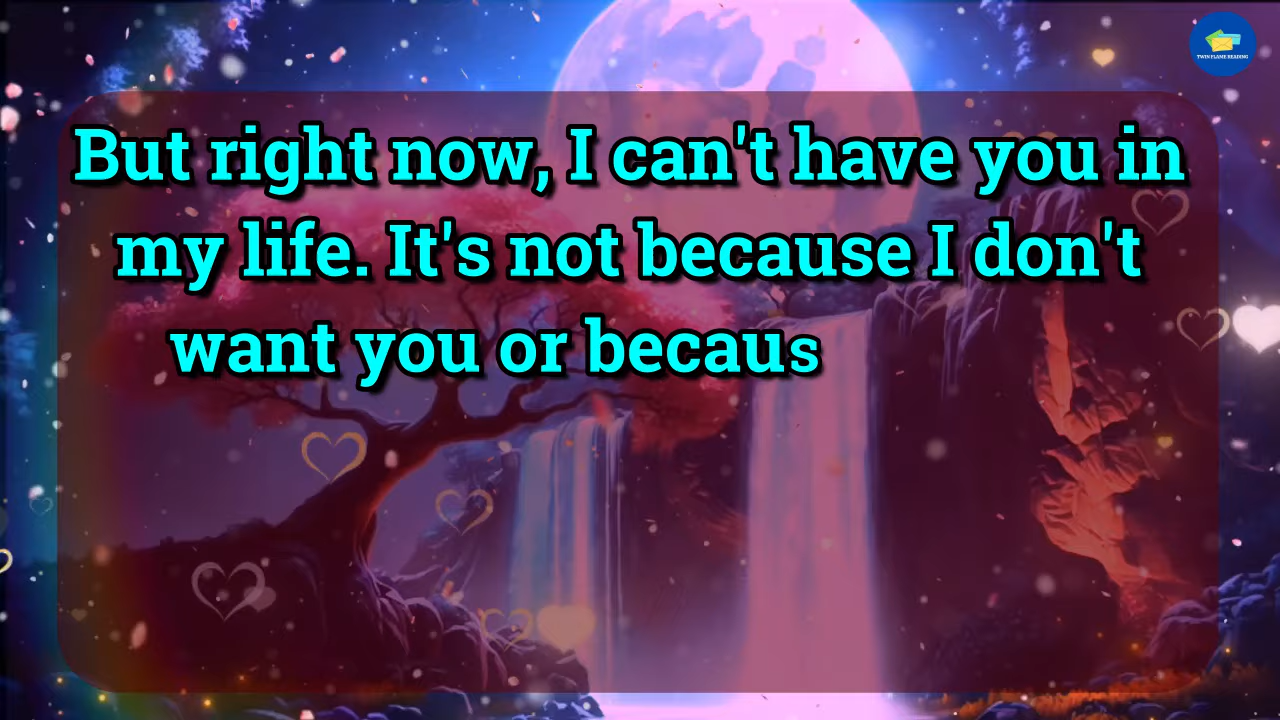 But right now, I can't have you in
my life. It's not because I don't
want you or becaus
TWIN FLAME READING